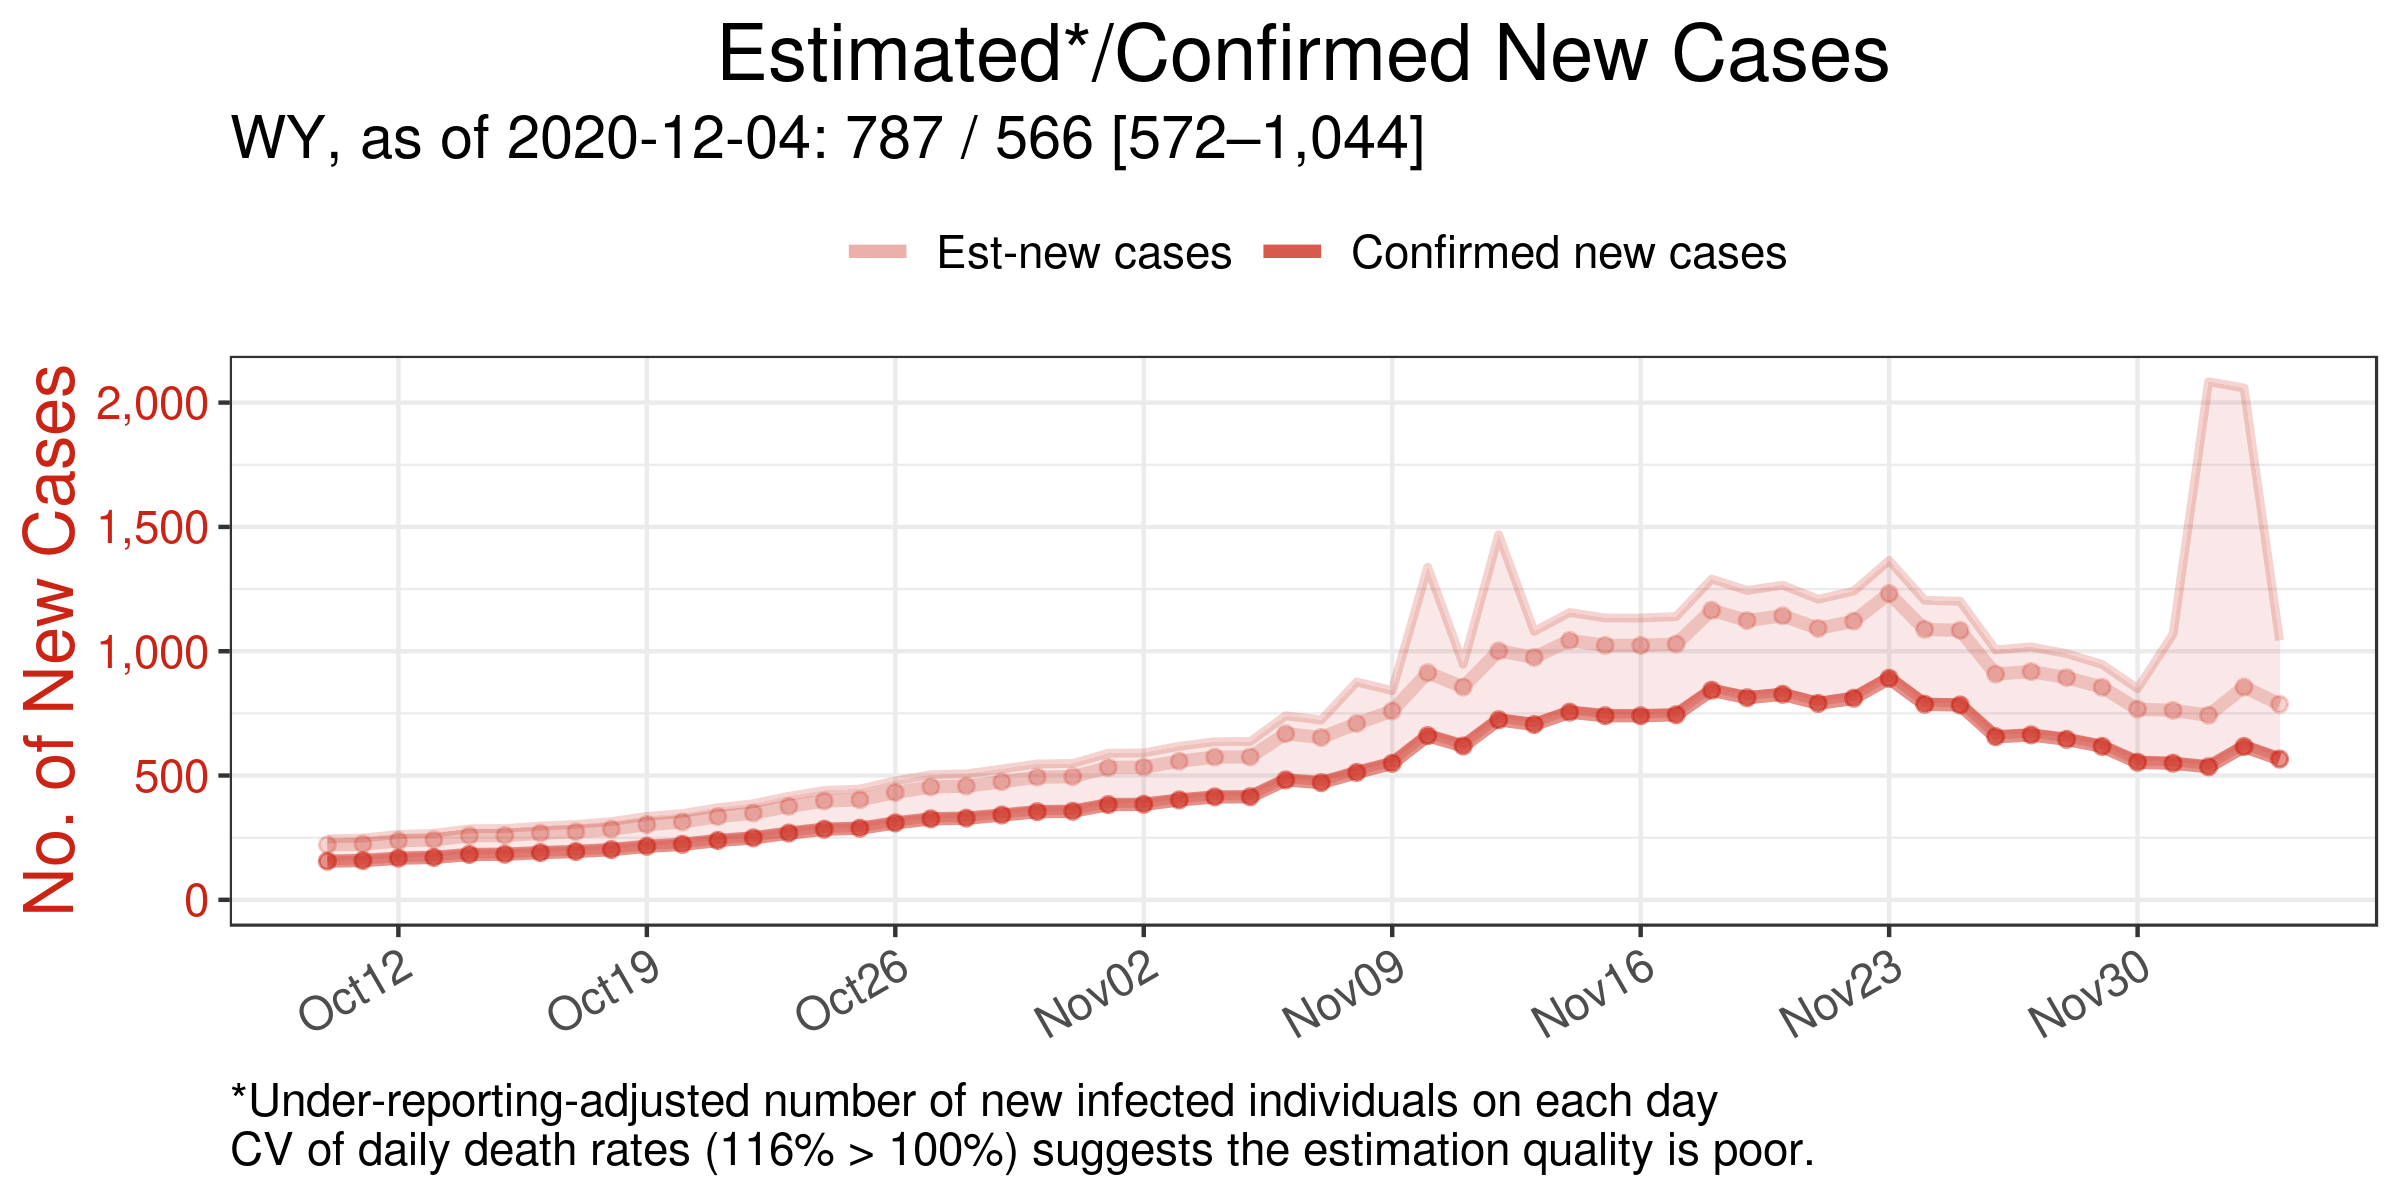 Estimated*/Confirmed New Cases
WY, as of 2020-12-04: 787 / 566 [572–1,044]
Est-new cases
Confirmed new cases
No. of New Cases
2,000
1,500
1,000
500
0
Oct12
Oct19
Oct26
Nov02
Nov09
Nov16
Nov23
Nov30
*Under-reporting-adjusted number of new infected individuals on each day
CV of daily death rates (116% > 100%) suggests the estimation quality is poor.